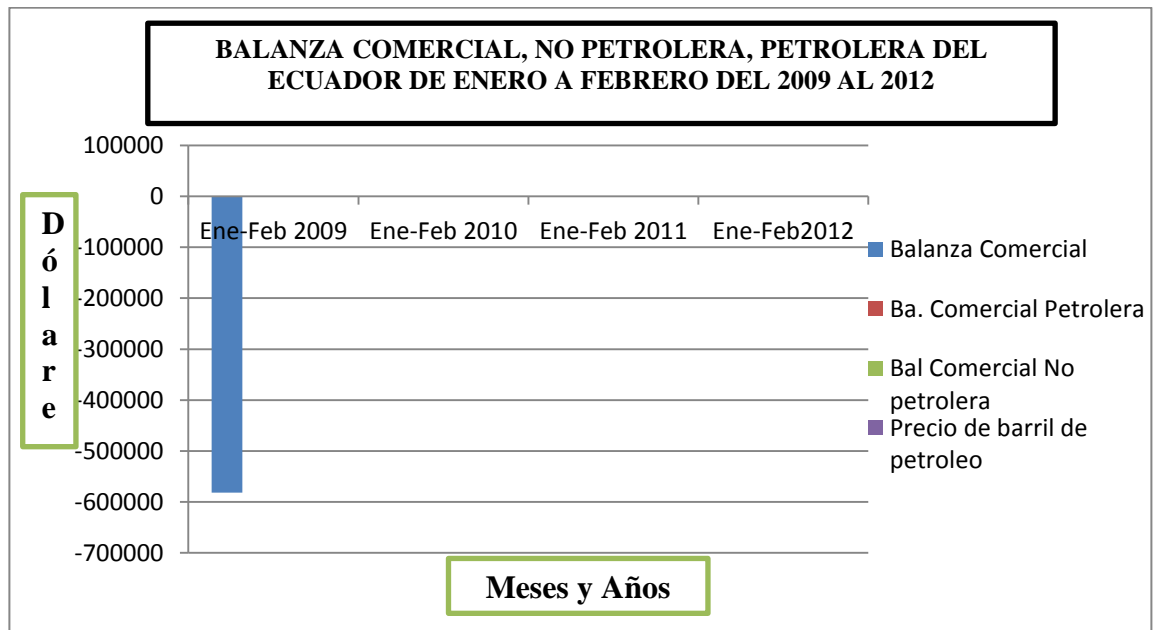 BALANZA COMERCIAL, NO PETROLERA, PETROLERA DEL
ECUADOR DE ENERO A FEBRERO DEL 2009 AL 2012
100000
0
-100000
-200000
-300000
-400000
-500000
-600000
-700000
D
ó
l
a
r
e
Ene-Feb 2009
Ene-Feb 2010
Ene-Feb 2011
Ene-Feb2012
Balanza Comercial
Ba. Comercial Petrolera
Bal Comercial No
petrolera
Precio de barril de
petroleo
Meses y Años